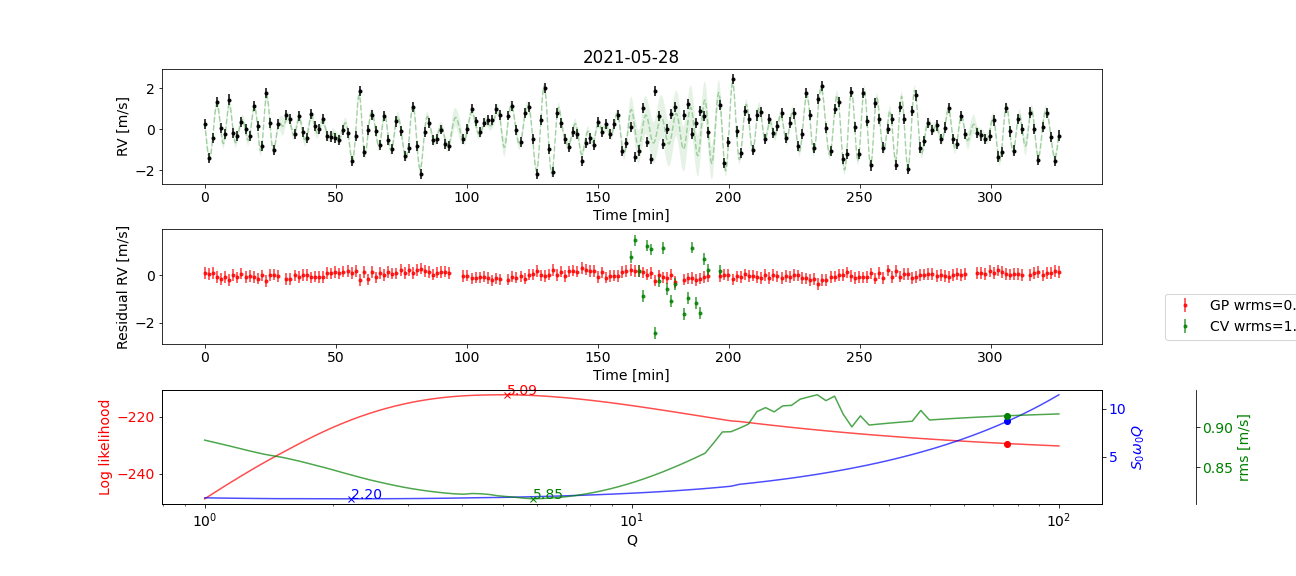 2021-05-28
RV [m/s]
2
0
−2
0 50 100 150 200 250 300
Time [min]
Residual RV [m/s]
0
−2
0 50 100 150 200 250 300
Time [min]
GP wrms=0.
CV wrms=1.
Log likelihood
−220
−240
5.09
2.20
5.85
10
5
S₀ω₀Q
0.90
0.85
rms [m/s]
10⁰ 10¹ 10²
Q